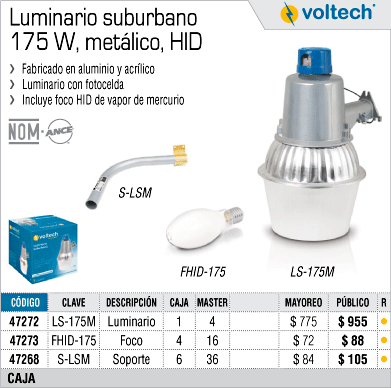 Luminario suburbano
175 W, metálico, HID
voltech®
› Fabricado en aluminio y acrílico
› Luminario con fotocelda
› Incluye foco HID de vapor de mercurio
NOM-ANCE
S-LSM
voltech
FHID-175
LS-175M
CÓDIGO CLAVE DESCRIPCIÓN CAJA MASTER MAYOREO PÚBLICO R
47272 LS-175M Luminario 1 4 $ 775 $ 955
47273 FHID-175 Foco 4 16 $ 72 $ 88
47268 S-LSM Soporte 6 36 $ 84 $ 105
CAJA